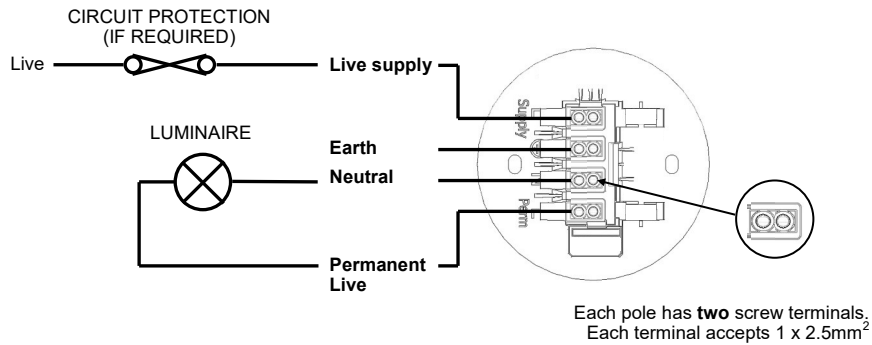 CIRCUIT PROTECTION
(IF REQUIRED)
Live
Live supply
LUMINAIRE
Earth
Neutral
Permanent
Live
Supply
Perm
Each pole has two screw terminals.
Each terminal accepts 1 x 2.5mm²